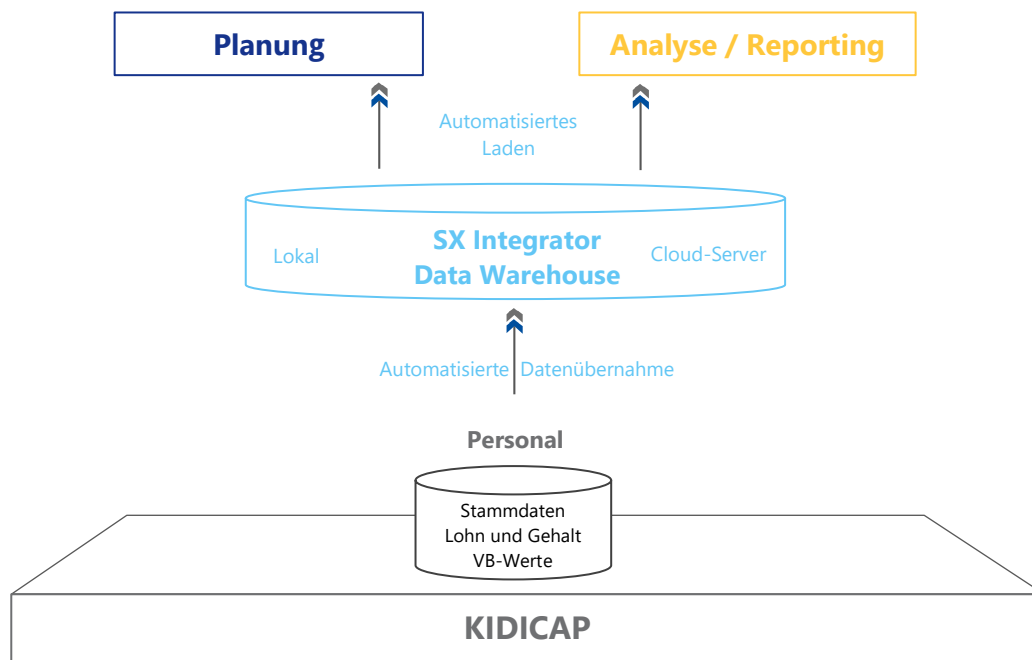 Planung
Analyse / Reporting
Automatisiertes
Laden
Lokal
SX Integrator
Data Warehouse
Cloud-Server
Automatisierte Datenübernahme
Personal
Stammdaten
Lohn und Gehalt
VB-Werte
KIDICAP